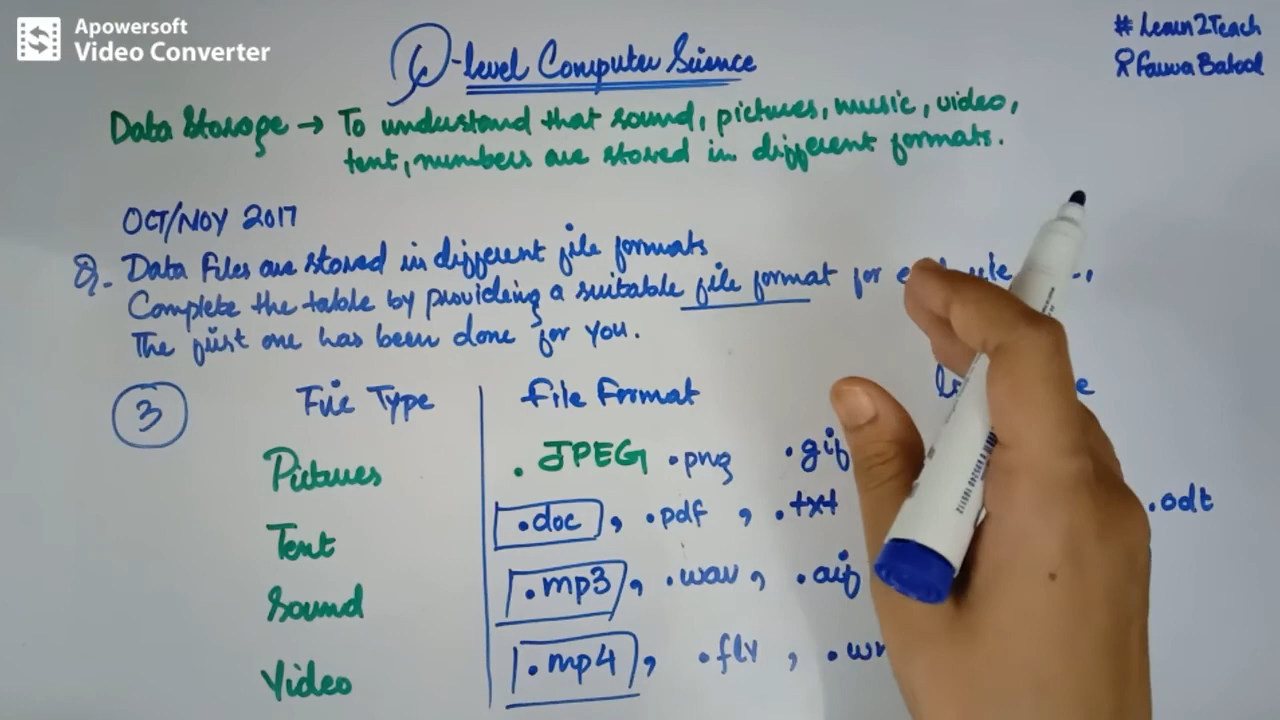 Apowersoft
Video Converter
# Learn2Teach
Fauwa Batool
O-level Computer Science
Data Storage → To understand that sound, pictures, music, video,
text, numbers are stored in different formats.
OCT/NOV 2017
Q. Data Files are stored in different file formats
Complete the table by providing a suitable file format for
The first one has been done for you.
3
File Type File Format
Pictures .JPEG .png .gif
Text .doc, .pdf, .txt .odt
Sound .mp3, .wav, .aif
Video .mp4, .flv,